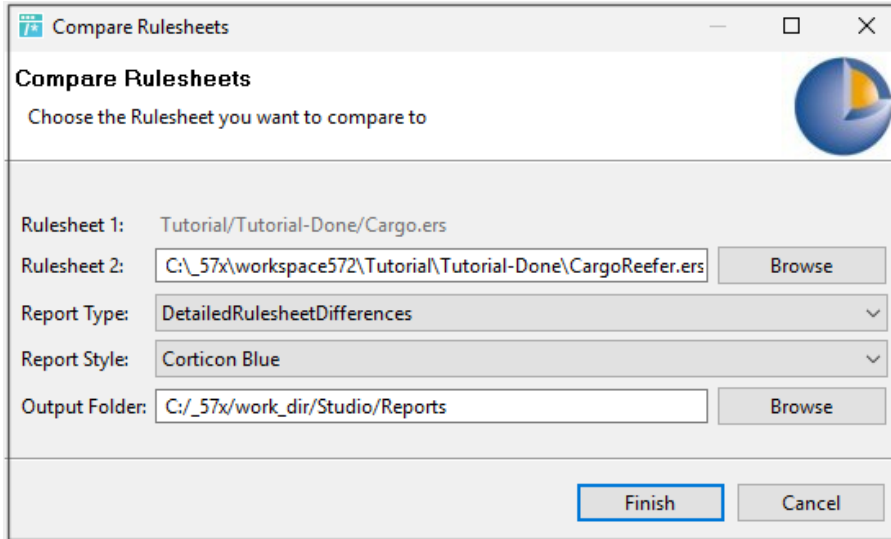 Compare Rulesheets
Compare Rulesheets
Choose the Rulesheet you want to compare to
Rulesheet 1: Tutorial/Tutorial-Done/Cargo.ers
Rulesheet 2: C:\_57x\workspace572\Tutorial\Tutorial-Done\CargoReefer.ers Browse
Report Type: DetailedRulesheetDifferences
Report Style: Corticon Blue
Output Folder: C:/_57x/work_dir/Studio/Reports Browse
Finish Cancel